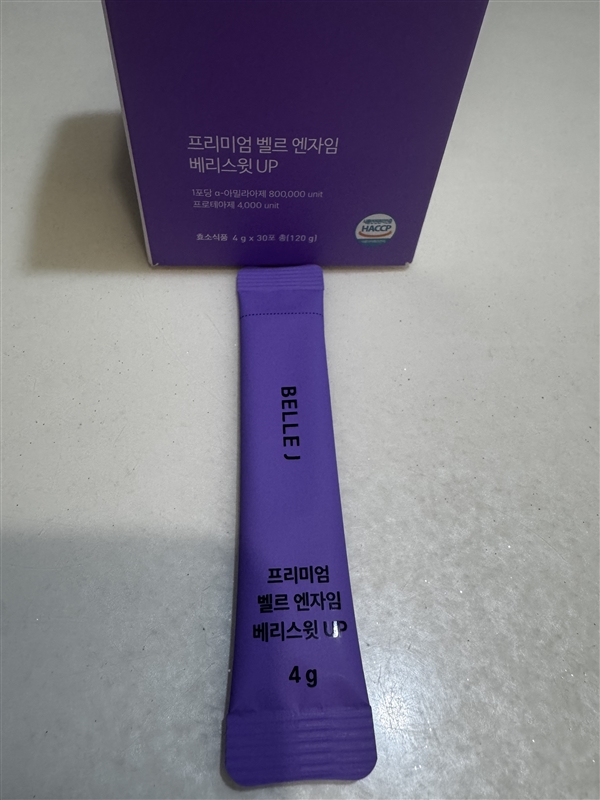 프리미엄 벨르 엔자임
베리스윗 UP
1포당 α-아밀라아제 800,000 unit
프로테아제 4,000 unit
효소식품 4 g x 30포 총(120 g)
HACCP
BELLE J
프리미엄
벨르 엔자임
베리스윗 UP
4 g